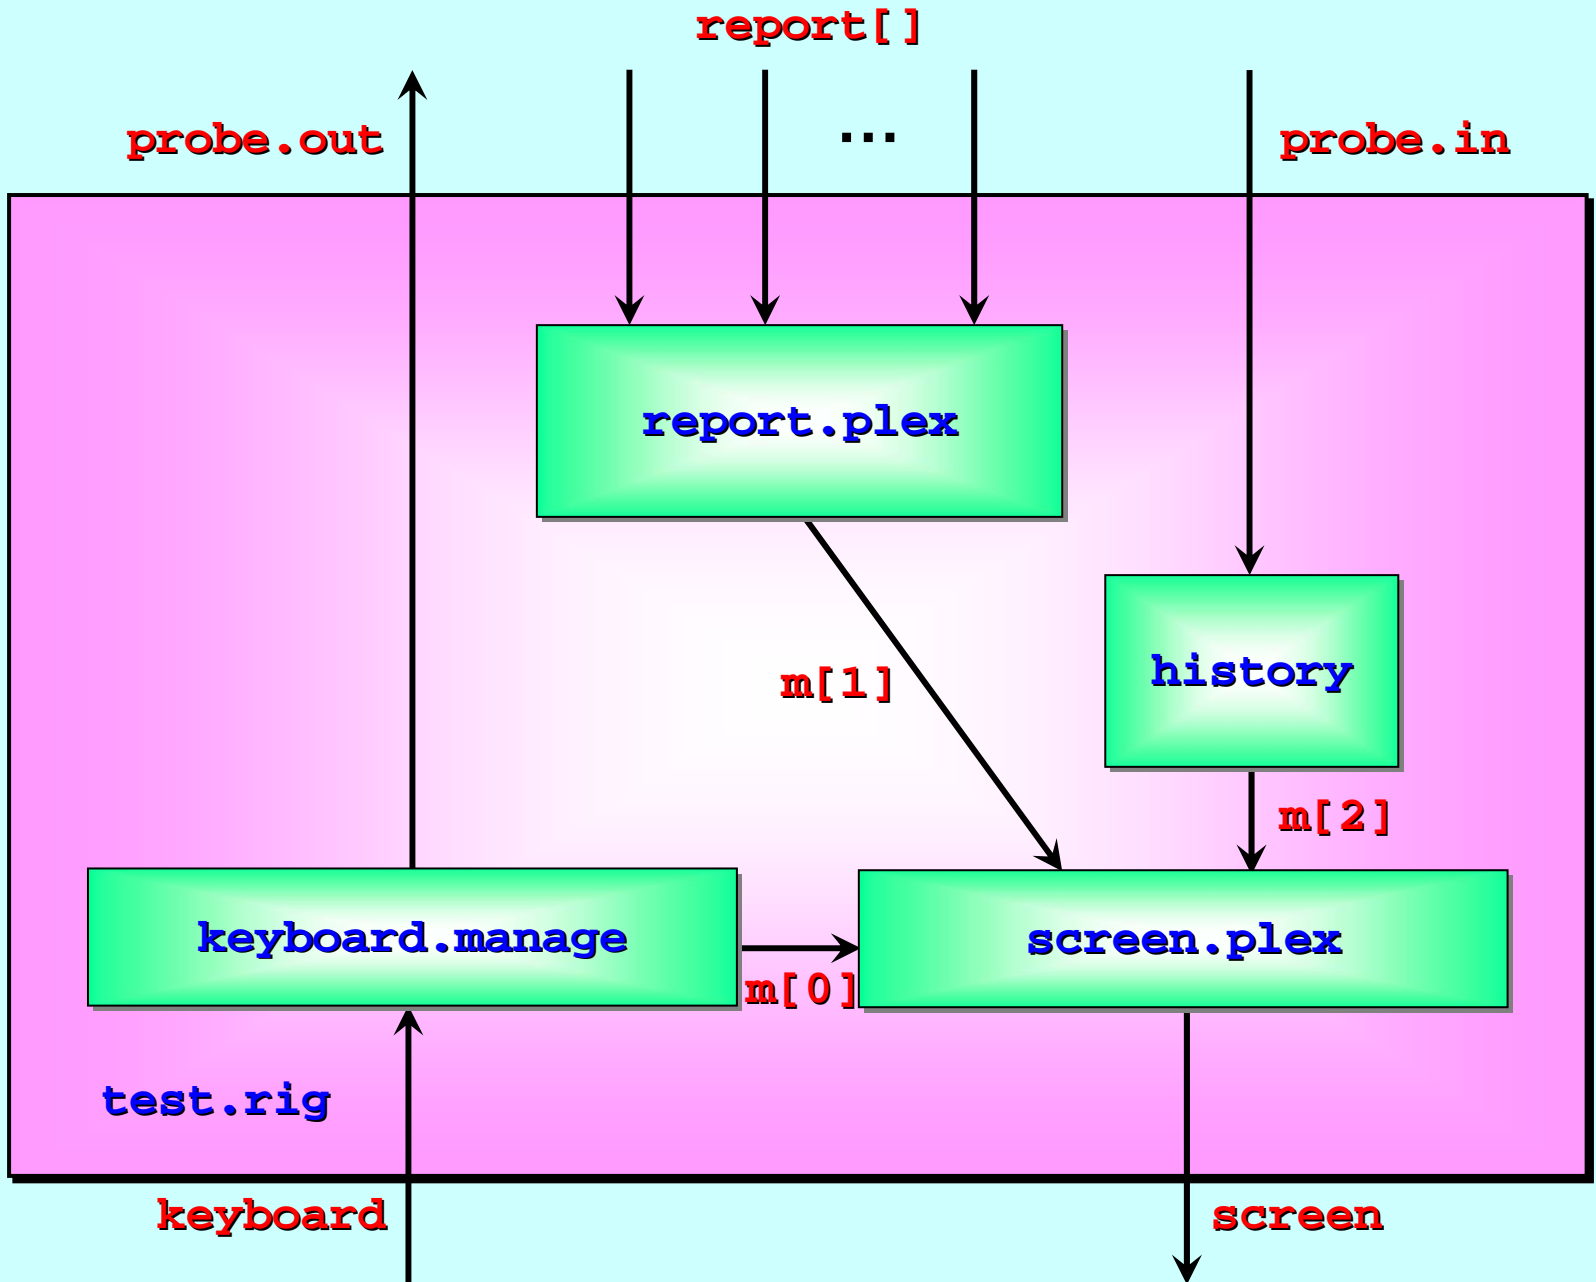 report[]
probe.out
...
probe.in
report.plex
history
m[1]
m[2]
keyboard.manage
screen.plex
m[0]
test.rig
keyboard
screen